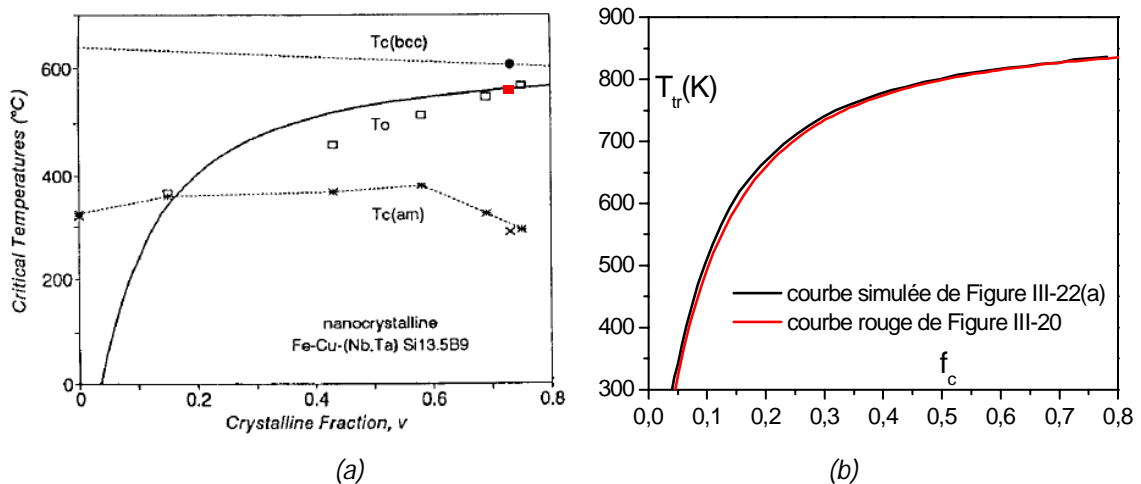 Critical Temperatures (°C)
600
400
200
0
Tc(bcc)
To
Tc(am)
nanocrystalline
Fe-Cu-(Nb,Ta) Si13.5B9
0
0.2
0.4
0.6
0.8
Crystalline Fraction, v
(a)
900
800
700
600
500
400
300
T_tr(K)
courbe simulée de Figure III-22(a)
courbe rouge de Figure III-20
f_c
0,0
0,1
0,2
0,3
0,4
0,5
0,6
0,7
0,8
(b)